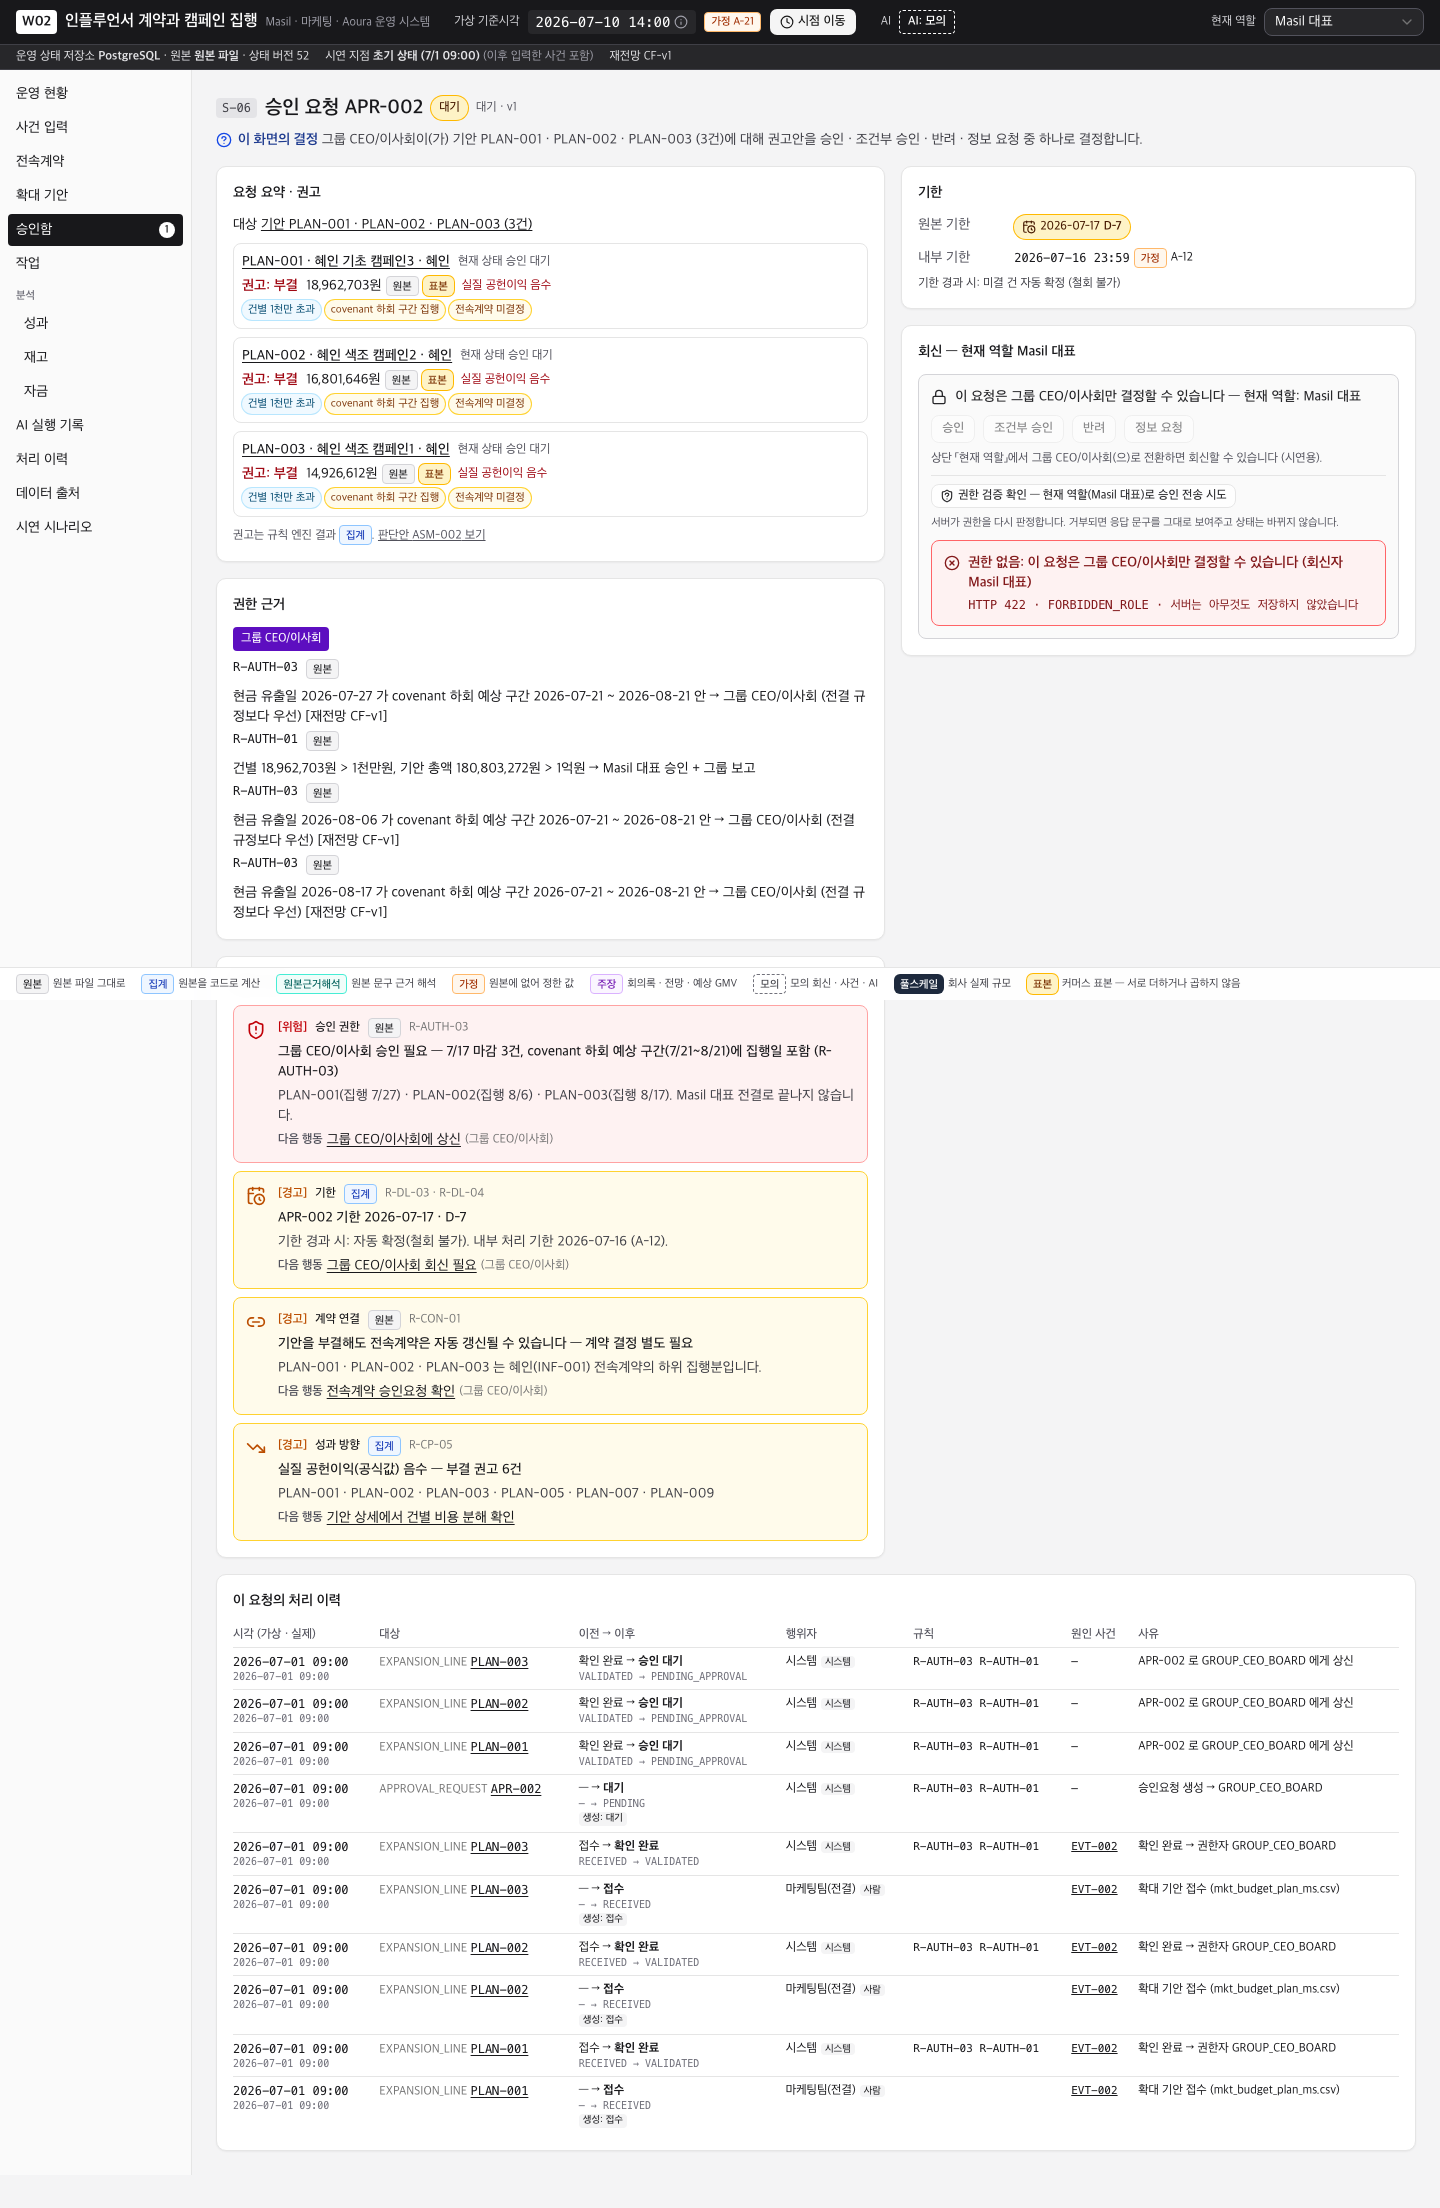 W02 인플루언서 계약과 캠페인 집행 Masil · 마케팅 · Aoura 운영 시스템 가상 기준시각 2026-07-10 14:00 가정 A-21 시점 이동 AI AI: 모의 현재 역할 Masil 대표
운영 상태 저장소 PostgreSQL · 원본 원본 파일 · 상태 버전 52 시연 지점 초기 상태 (7/1 09:00) (이후 입력한 사건 포함) 재전망 CF-v1
운영 현황
사건 입력
전속계약
확대 기안
승인함 1
작업
분석
성과
재고
자금
AI 실행 기록
처리 이력
데이터 출처
시연 시나리오
S-06 승인 요청 APR-002 대기 대기 · v1
이 화면의 결정 그룹 CEO/이사회이(가) 기안 PLAN-001 · PLAN-002 · PLAN-003 (3건)에 대해 권고안을 승인 · 조건부 승인 · 반려 · 정보 요청 중 하나로 결정합니다.
요청 요약 · 권고
대상 기안 PLAN-001 · PLAN-002 · PLAN-003 (3건)
PLAN-001 · 혜인 기초 캠페인3 · 혜인 현재 상태 승인 대기
권고: 부결 18,962,703원 원본 표본 실질 공헌이익 음수
건별 1천만 초과 covenant 하회 구간 집행 전속계약 미결정
PLAN-002 · 혜인 색조 캠페인2 · 혜인 현재 상태 승인 대기
권고: 부결 16,801,646원 원본 표본 실질 공헌이익 음수
건별 1천만 초과 covenant 하회 구간 집행 전속계약 미결정
PLAN-003 · 혜인 색조 캠페인1 · 혜인 현재 상태 승인 대기
권고: 부결 14,926,612원 원본 표본 실질 공헌이익 음수
건별 1천만 초과 covenant 하회 구간 집행 전속계약 미결정
권고는 규칙 엔진 결과 집계. 판단안 ASM-002 보기
기한
원본 기한 2026-07-17 D-7
내부 기한 2026-07-16 23:59 가정 A-12
기한 경과 시: 미결 건 자동 확정 (철회 불가)
회신 — 현재 역할 Masil 대표
이 요청은 그룹 CEO/이사회만 결정할 수 있습니다 — 현재 역할: Masil 대표
승인 조건부 승인 반려 정보 요청
상단 「현재 역할」에서 그룹 CEO/이사회(으)로 전환하면 회신할 수 있습니다 (시연용).
권한 검증 확인 — 현재 역할(Masil 대표)로 승인 전송 시도
서버가 권한을 다시 판정합니다. 거부되면 응답 문구를 그대로 보여주고 상태는 바뀌지 않습니다.
권한 없음: 이 요청은 그룹 CEO/이사회만 결정할 수 있습니다 (회신자
Masil 대표)
HTTP 422 · FORBIDDEN_ROLE · 서버는 아무것도 저장하지 않았습니다
권한 근거
그룹 CEO/이사회
R-AUTH-03 원본
현금 유출일 2026-07-27 가 covenant 하회 예상 구간 2026-07-21 ~ 2026-08-21 안 → 그룹 CEO/이사회 (전결 규
정보다 우선) [재전망 CF-v1]
R-AUTH-01 원본
건별 18,962,703원 > 1천만원, 기안 총액 180,803,272원 > 1억원 → Masil 대표 승인 + 그룹 보고
R-AUTH-03 원본
현금 유출일 2026-08-06 가 covenant 하회 예상 구간 2026-07-21 ~ 2026-08-21 안 → 그룹 CEO/이사회 (전결
규정보다 우선) [재전망 CF-v1]
R-AUTH-03 원본
현금 유출일 2026-08-17 가 covenant 하회 예상 구간 2026-07-21 ~ 2026-08-21 안 → 그룹 CEO/이사회 (전결 규
정보다 우선) [재전망 CF-v1]
원본 원본 파일 그대로 집계 원본을 코드로 계산 원본근거해석 원본 문구 근거 해석 가정 원본에 없어 정한 값 주장 회의록 · 전망 · 예상 GMV 모의 모의 회신 · 사건 · AI 풀스케일 회사 실제 규모 표본 커머스 표본 — 서로 더하거나 곱하지 않음
[위험] 승인 권한 원본 R-AUTH-03
그룹 CEO/이사회 승인 필요 — 7/17 마감 3건, covenant 하회 예상 구간(7/21~8/21)에 집행일 포함 (R-
AUTH-03)
PLAN-001(집행 7/27) · PLAN-002(집행 8/6) · PLAN-003(집행 8/17). Masil 대표 전결로 끝나지 않습니
다.
다음 행동 그룹 CEO/이사회에 상신 (그룹 CEO/이사회)
[경고] 기한 집계 R-DL-03 · R-DL-04
APR-002 기한 2026-07-17 · D-7
기한 경과 시: 자동 확정(철회 불가). 내부 처리 기한 2026-07-16 (A-12).
다음 행동 그룹 CEO/이사회 회신 필요 (그룹 CEO/이사회)
[경고] 계약 연결 원본 R-CON-01
기안을 부결해도 전속계약은 자동 갱신될 수 있습니다 — 계약 결정 별도 필요
PLAN-001 · PLAN-002 · PLAN-003 는 혜인(INF-001) 전속계약의 하위 집행분입니다.
다음 행동 전속계약 승인요청 확인 (그룹 CEO/이사회)
[경고] 성과 방향 집계 R-CP-05
실질 공헌이익(공식값) 음수 — 부결 권고 6건
PLAN-001 · PLAN-002 · PLAN-003 · PLAN-005 · PLAN-007 · PLAN-009
다음 행동 기안 상세에서 건별 비용 분해 확인
이 요청의 처리 이력
시각 (가상 · 실제) 대상 이전 → 이후 행위자 규칙 원인 사건 사유
2026-07-01 09:00 EXPANSION_LINE PLAN-003 확인 완료 → 승인 대기 시스템 시스템 R-AUTH-03 R-AUTH-01 — APR-002 로 GROUP_CEO_BOARD 에게 상신
2026-07-01 09:00 VALIDATED → PENDING_APPROVAL
2026-07-01 09:00 EXPANSION_LINE PLAN-002 확인 완료 → 승인 대기 시스템 시스템 R-AUTH-03 R-AUTH-01 — APR-002 로 GROUP_CEO_BOARD 에게 상신
2026-07-01 09:00 VALIDATED → PENDING_APPROVAL
2026-07-01 09:00 EXPANSION_LINE PLAN-001 확인 완료 → 승인 대기 시스템 시스템 R-AUTH-03 R-AUTH-01 — APR-002 로 GROUP_CEO_BOARD 에게 상신
2026-07-01 09:00 VALIDATED → PENDING_APPROVAL
2026-07-01 09:00 APPROVAL_REQUEST APR-002 — → 대기 시스템 시스템 R-AUTH-03 R-AUTH-01 — 승인요청 생성 → GROUP_CEO_BOARD
2026-07-01 09:00 — → PENDING
생성: 대기
2026-07-01 09:00 EXPANSION_LINE PLAN-003 접수 → 확인 완료 시스템 시스템 R-AUTH-03 R-AUTH-01 EVT-002 확인 완료 → 권한자 GROUP_CEO_BOARD
2026-07-01 09:00 RECEIVED → VALIDATED
2026-07-01 09:00 EXPANSION_LINE PLAN-003 — → 접수 마케팅팀(전결) 사람 EVT-002 확대 기안 접수 (mkt_budget_plan_ms.csv)
2026-07-01 09:00 — → RECEIVED
생성: 접수
2026-07-01 09:00 EXPANSION_LINE PLAN-002 접수 → 확인 완료 시스템 시스템 R-AUTH-03 R-AUTH-01 EVT-002 확인 완료 → 권한자 GROUP_CEO_BOARD
2026-07-01 09:00 RECEIVED → VALIDATED
2026-07-01 09:00 EXPANSION_LINE PLAN-002 — → 접수 마케팅팀(전결) 사람 EVT-002 확대 기안 접수 (mkt_budget_plan_ms.csv)
2026-07-01 09:00 — → RECEIVED
생성: 접수
2026-07-01 09:00 EXPANSION_LINE PLAN-001 접수 → 확인 완료 시스템 시스템 R-AUTH-03 R-AUTH-01 EVT-002 확인 완료 → 권한자 GROUP_CEO_BOARD
2026-07-01 09:00 RECEIVED → VALIDATED
2026-07-01 09:00 EXPANSION_LINE PLAN-001 — → 접수 마케팅팀(전결) 사람 EVT-002 확대 기안 접수 (mkt_budget_plan_ms.csv)
2026-07-01 09:00 — → RECEIVED
생성: 접수